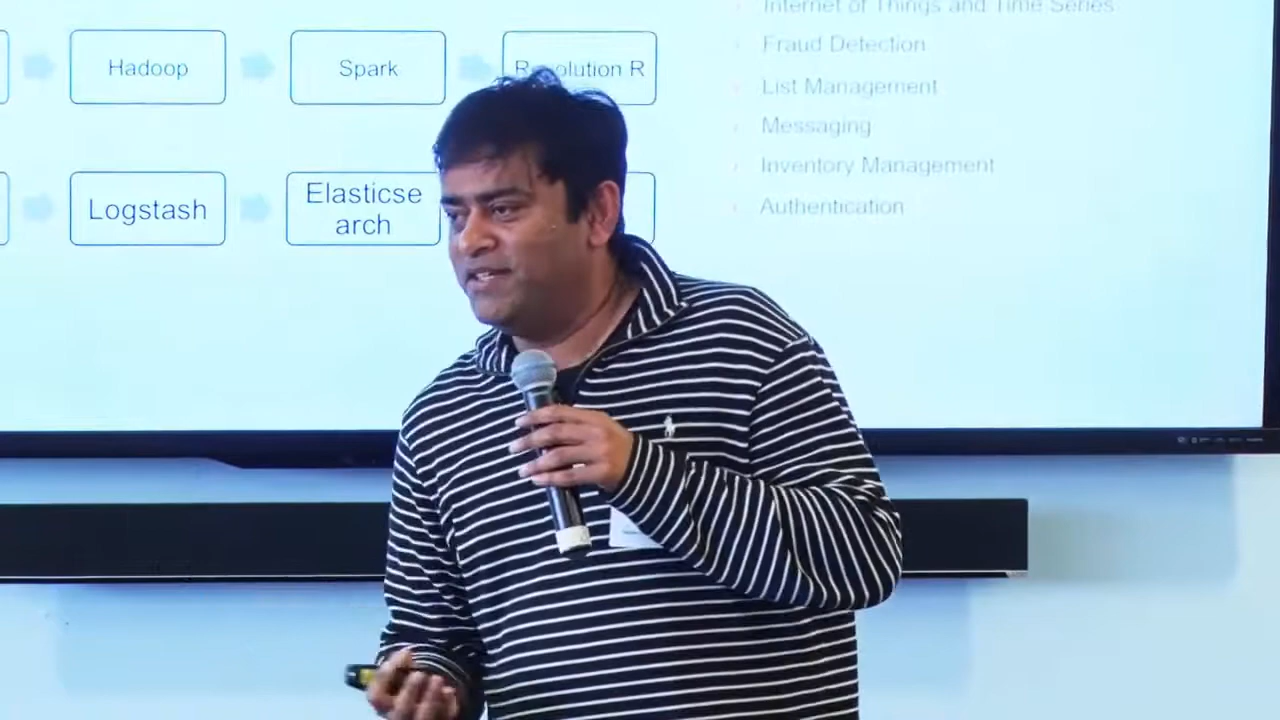 Internet of Things and Time Series
Fraud Detection
List Management
Messaging
Inventory Management
Authentication
Hadoop
Spark
olution R
Logstash
Elasticse
arch